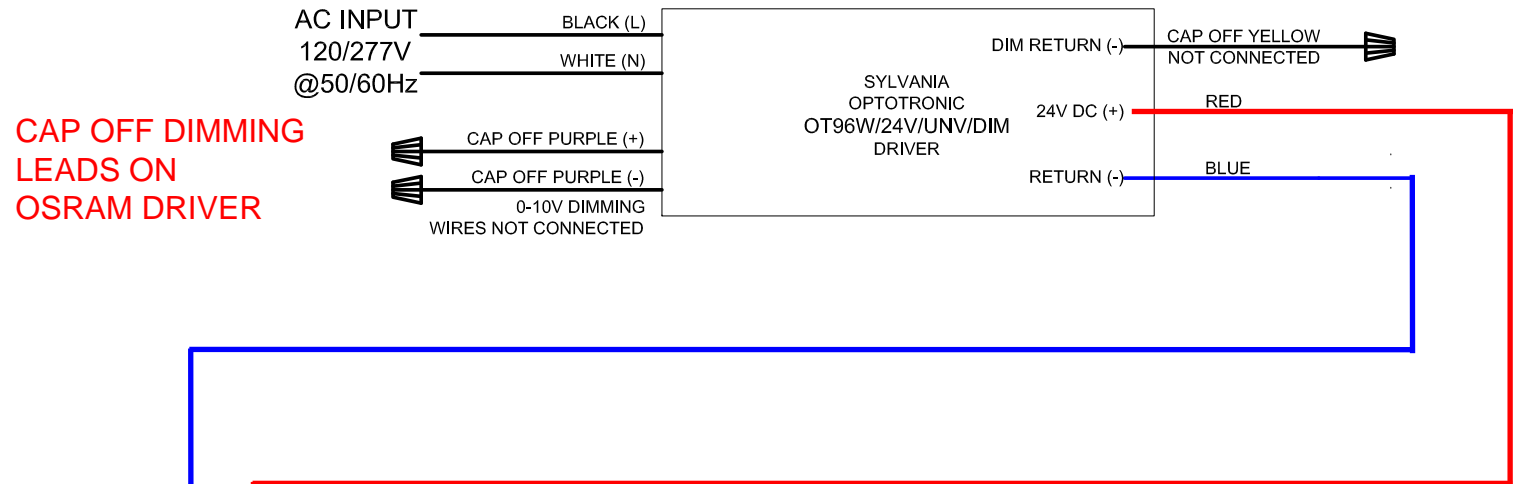 AC INPUT
120/277V
@50/60Hz
BLACK (L)
WHITE (N)
CAP OFF DIMMING
LEADS ON
OSRAM DRIVER
CAP OFF PURPLE (+)
CAP OFF PURPLE (-)
0-10V DIMMING
WIRES NOT CONNECTED
SYLVANIA
OPTOTRONIC
OT96W/24V/UNV/DIM
DRIVER
DIM RETURN (-)
24V DC (+)
RETURN (-)
CAP OFF YELLOW
NOT CONNECTED
RED
BLUE